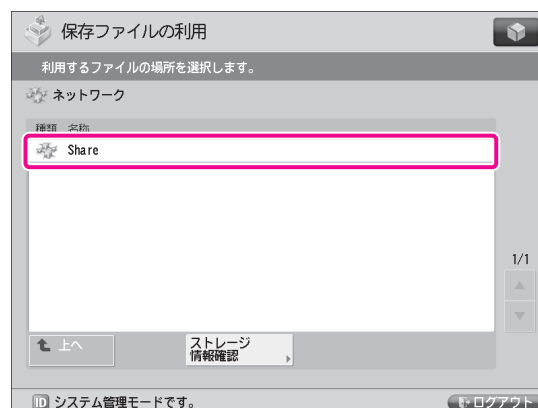 保存ファイルの利用
利用するファイルの場所を選択します。
ネットワーク
種類 名称
Share
1/1
上へ
ストレージ
情報確認
ID システム管理モードです。
ログアウト